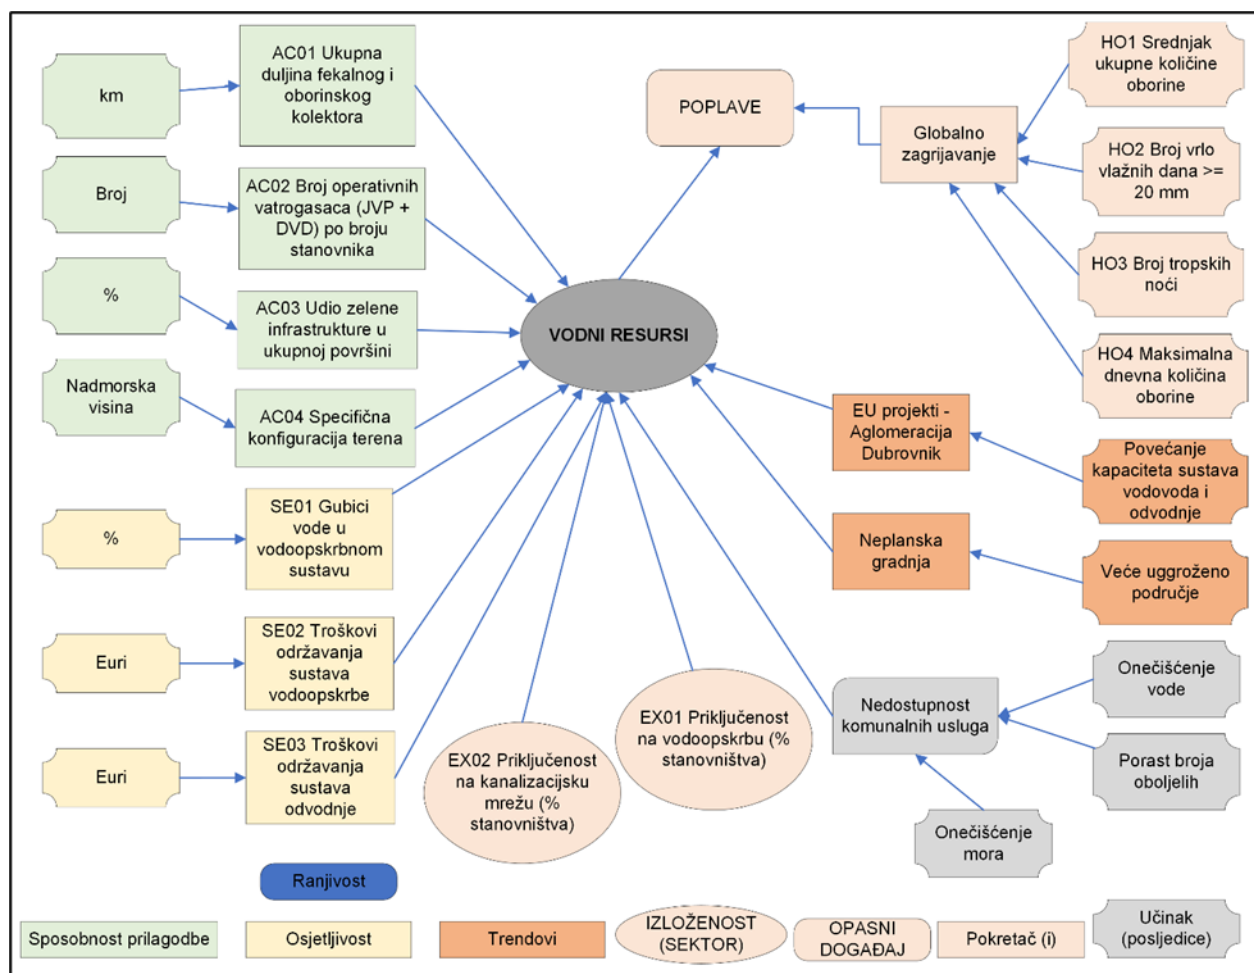 km
AC01 Ukupna
duljina fekalnog i
oborinskog
kolektora
POPLAVE
Globalno
zagrijavanje
HO1 Srednjak
ukupne količine
oborine
Broj
AC02 Broj operativnih
vatrogasaca (JVP +
DVD) po broju
stanovnika
HO2 Broj vrlo
vlažnih dana >=
20 mm
%
AC03 Udio zelene
infrastrukture u
ukupnoj površini
VODNI RESURSI
HO3 Broj tropskih
noći
Nadmorska
visina
AC04 Specifična
konfiguracija terena
HO4 Maksimalna
dnevna količina
oborine
EU projekti -
Aglomeracija
Dubrovnik
Povećanje
kapaciteta sustava
vodovoda i
odvodnje
%
SE01 Gubici
vode u
vodoopskrbnom
sustavu
Neplanska
gradnja
Veće uggroženo
područje
Euri
SE02 Troškovi
održavanja
sustava
vodoopskrbe
Euri
SE03 Troškovi
održavanja
sustava
odvodnje
EX02 Priključenost
na kanalizacijsku
mrežu (%
stanovništva)
EX01 Priključenost
na vodoopskrbu (%
stanovništva)
Nedostupnost
komunalnih usluga
Onečišćenje
vode
Porast broja
oboljelih
Onečišćenje
mora
Ranjivost
Sposobnost prilagodbe
Osjetljivost
Trendovi
IZLOŽENOST
(SEKTOR)
OPASNI
DOGAĐAJ
Pokretač (i)
Učinak
(posljedice)